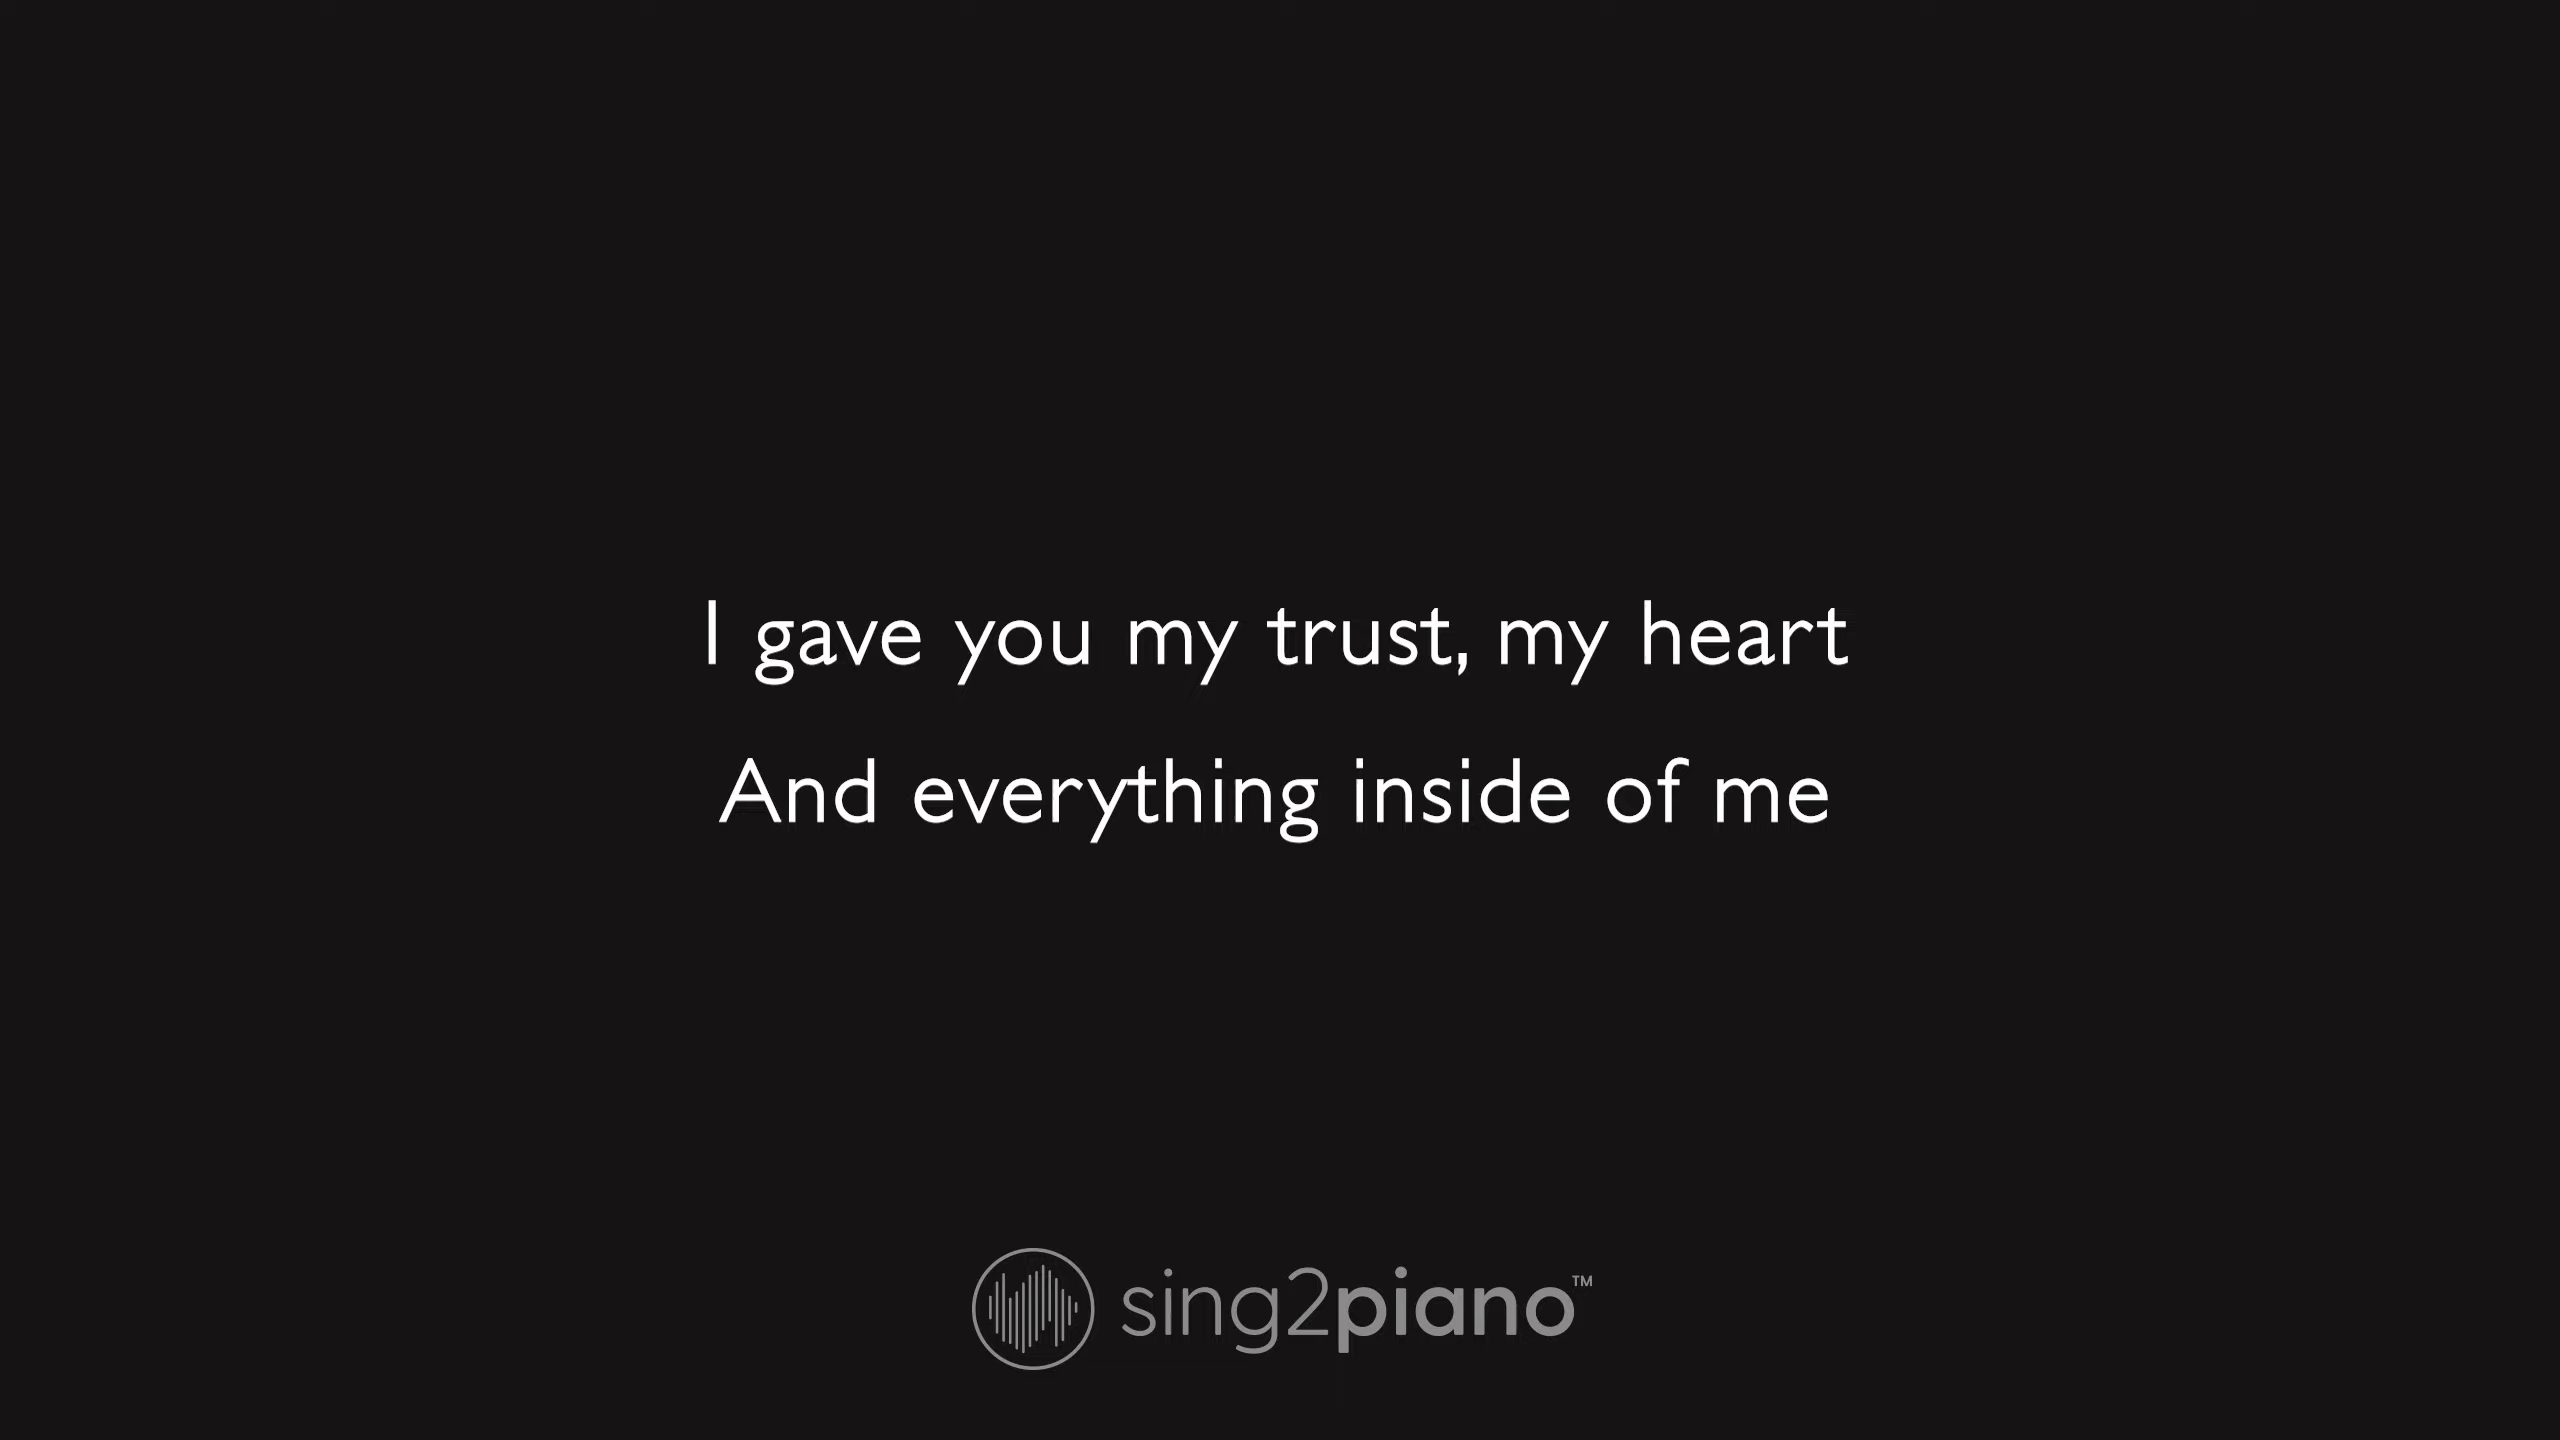 I gave you my trust, my heart
And everything inside of me
sing2piano™